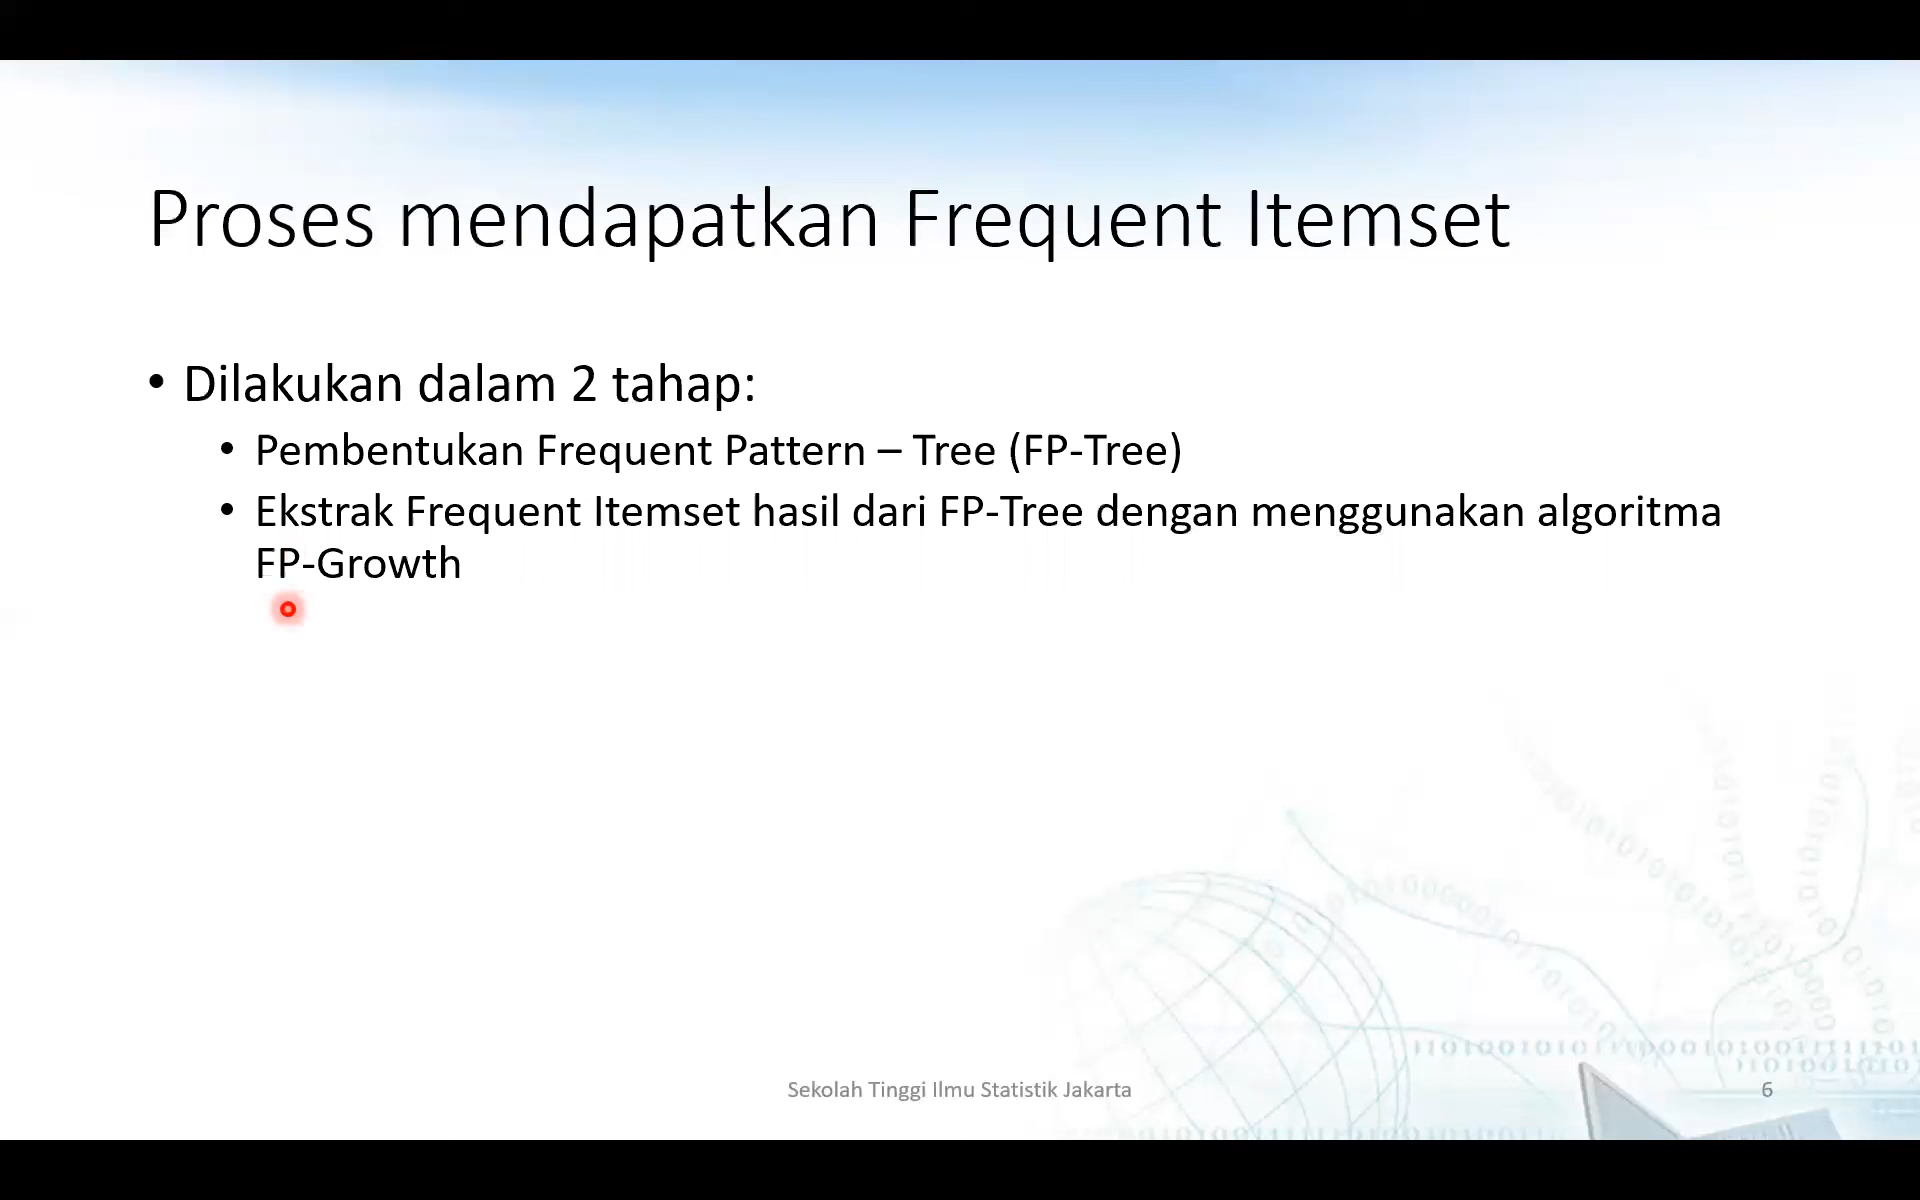 Proses mendapatkan Frequent Itemset
• Dilakukan dalam 2 tahap:
• Pembentukan Frequent Pattern – Tree (FP-Tree)
• Ekstrak Frequent Itemset hasil dari FP-Tree dengan menggunakan algoritma
FP-Growth
Sekolah Tinggi Ilmu Statistik Jakarta
6